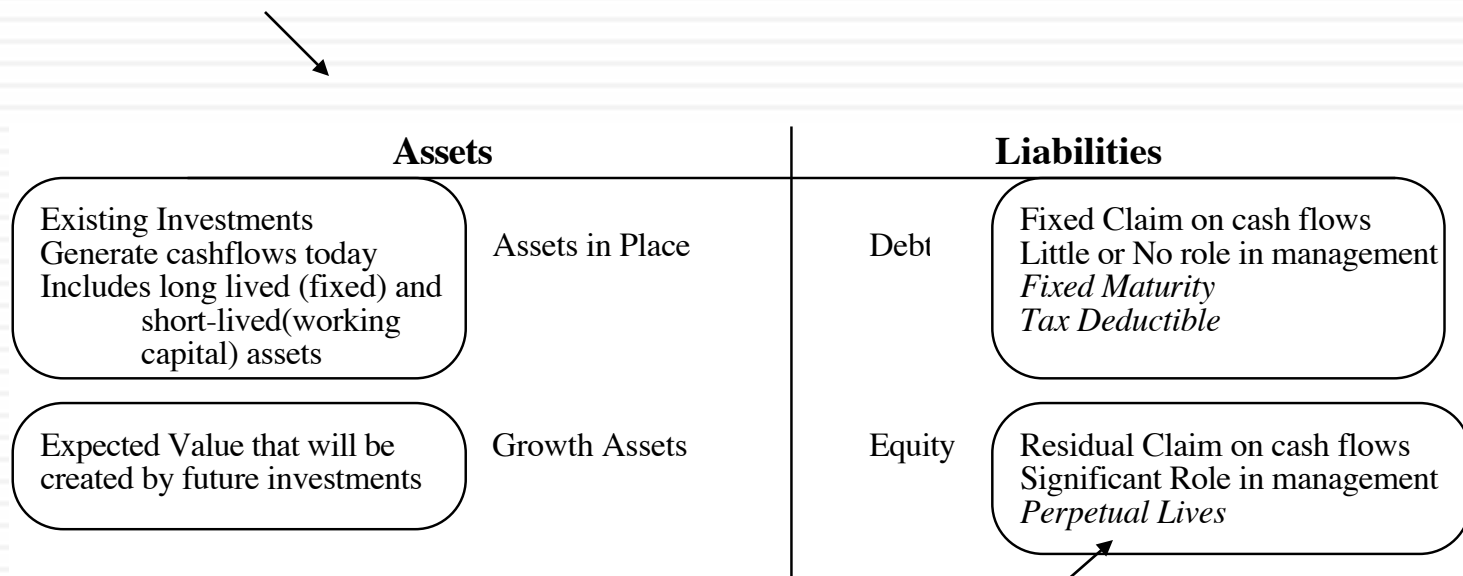 Assets
Liabilities
Existing Investments
Generate cashflows today
Includes long lived (fixed) and
short-lived(working
capital) assets
Assets in Place
Debt
Fixed Claim on cash flows
Little or No role in management
Fixed Maturity
Tax Deductible
Expected Value that will be
created by future investments
Growth Assets
Equity
Residual Claim on cash flows
Significant Role in management
Perpetual Lives